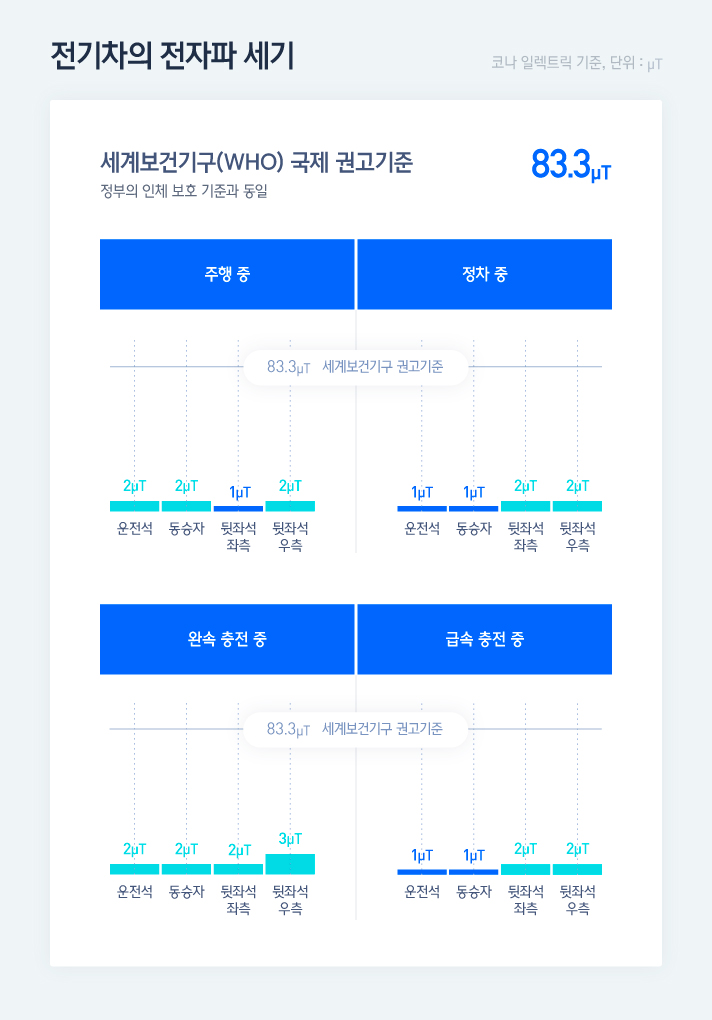 전기차의 전자파 세기
코나 일렉트릭 기준, 단위 : μT
세계보건기구(WHO) 국제 권고기준
83.3μT
정부의 인체 보호 기준과 동일
주행 중
정차 중
83.3μT 세계보건기구 권고기준
2μT 2μT 1μT 2μT
1μT 1μT 2μT 2μT
운전석 동승자 뒷좌석 뒷좌석
좌측 우측
운전석 동승자 뒷좌석 뒷좌석
좌측 우측
완속 충전 중
급속 충전 중
83.3μT 세계보건기구 권고기준
2μT 2μT 2μT 3μT
1μT 1μT 2μT 2μT
운전석 동승자 뒷좌석 뒷좌석
좌측 우측
운전석 동승자 뒷좌석 뒷좌석
좌측 우측